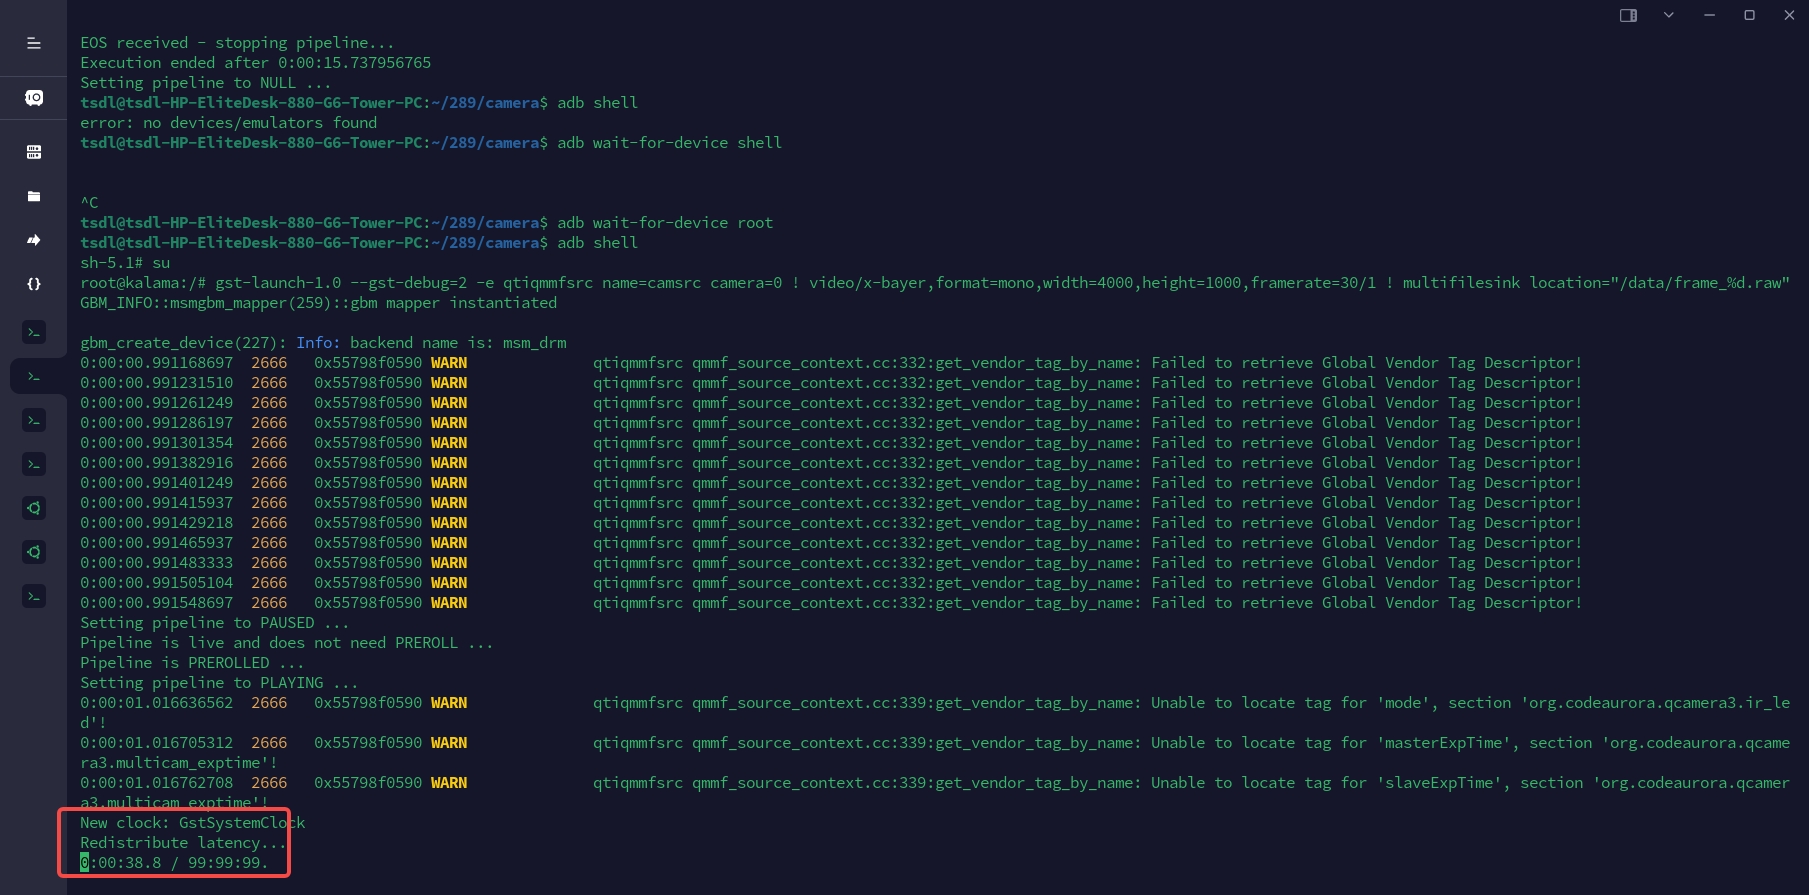 EOS received - stopping pipeline...
Execution ended after 0:00:15.737956765
Setting pipeline to NULL ...
tsdl@tsdl-HP-EliteDesk-880-G6-Tower-PC:~/289/camera$ adb shell
error: no devices/emulators found
tsdl@tsdl-HP-EliteDesk-880-G6-Tower-PC:~/289/camera$ adb wait-for-device shell
^C
tsdl@tsdl-HP-EliteDesk-880-G6-Tower-PC:~/289/camera$ adb wait-for-device root
tsdl@tsdl-HP-EliteDesk-880-G6-Tower-PC:~/289/camera$ adb shell
sh-5.1# su
root@kalama:/# gst-launch-1.0 --gst-debug=2 -e qtiqmmfsrc name=camsrc camera=0 ! video/x-bayer,format=mono,width=4000,height=1000,framerate=30/1 ! multifilesink location="/data/frame_%d.raw"
GBM_INFO::msmgbm_mapper(259)::gbm mapper instantiated
gbm_create_device(227): Info: backend name is: msm_drm
0:00:00.991168697 2666 0x55798f0590 WARN qtiqmmfsrc qmmf_source_context.cc:332:get_vendor_tag_by_name: Failed to retrieve Global Vendor Tag Descriptor!
0:00:00.991231510 2666 0x55798f0590 WARN qtiqmmfsrc qmmf_source_context.cc:332:get_vendor_tag_by_name: Failed to retrieve Global Vendor Tag Descriptor!
0:00:00.991261249 2666 0x55798f0590 WARN qtiqmmfsrc qmmf_source_context.cc:332:get_vendor_tag_by_name: Failed to retrieve Global Vendor Tag Descriptor!
0:00:00.991286197 2666 0x55798f0590 WARN qtiqmmfsrc qmmf_source_context.cc:332:get_vendor_tag_by_name: Failed to retrieve Global Vendor Tag Descriptor!
0:00:00.991301354 2666 0x55798f0590 WARN qtiqmmfsrc qmmf_source_context.cc:332:get_vendor_tag_by_name: Failed to retrieve Global Vendor Tag Descriptor!
0:00:00.991382916 2666 0x55798f0590 WARN qtiqmmfsrc qmmf_source_context.cc:332:get_vendor_tag_by_name: Failed to retrieve Global Vendor Tag Descriptor!
0:00:00.991401249 2666 0x55798f0590 WARN qtiqmmfsrc qmmf_source_context.cc:332:get_vendor_tag_by_name: Failed to retrieve Global Vendor Tag Descriptor!
0:00:00.991415937 2666 0x55798f0590 WARN qtiqmmfsrc qmmf_source_context.cc:332:get_vendor_tag_by_name: Failed to retrieve Global Vendor Tag Descriptor!
0:00:00.991429218 2666 0x55798f0590 WARN qtiqmmfsrc qmmf_source_context.cc:332:get_vendor_tag_by_name: Failed to retrieve Global Vendor Tag Descriptor!
0:00:00.991465937 2666 0x55798f0590 WARN qtiqmmfsrc qmmf_source_context.cc:332:get_vendor_tag_by_name: Failed to retrieve Global Vendor Tag Descriptor!
0:00:00.991483333 2666 0x55798f0590 WARN qtiqmmfsrc qmmf_source_context.cc:332:get_vendor_tag_by_name: Failed to retrieve Global Vendor Tag Descriptor!
0:00:00.991505104 2666 0x55798f0590 WARN qtiqmmfsrc qmmf_source_context.cc:332:get_vendor_tag_by_name: Failed to retrieve Global Vendor Tag Descriptor!
0:00:00.991548697 2666 0x55798f0590 WARN qtiqmmfsrc qmmf_source_context.cc:332:get_vendor_tag_by_name: Failed to retrieve Global Vendor Tag Descriptor!
Setting pipeline to PAUSED ...
Pipeline is live and does not need PREROLL ...
Pipeline is PREROLLED ...
Setting pipeline to PLAYING ...
0:00:01.016636562 2666 0x55798f0590 WARN qtiqmmfsrc qmmf_source_context.cc:339:get_vendor_tag_by_name: Unable to locate tag for 'mode', section 'org.codeaurora.qcamera3.ir_le
d'!
0:00:01.016705312 2666 0x55798f0590 WARN qtiqmmfsrc qmmf_source_context.cc:339:get_vendor_tag_by_name: Unable to locate tag for 'masterExpTime', section 'org.codeaurora.qcame
ra3.multicam_exptime'!
0:00:01.016762708 2666 0x55798f0590 WARN qtiqmmfsrc qmmf_source_context.cc:339:get_vendor_tag_by_name: Unable to locate tag for 'slaveExpTime', section 'org.codeaurora.qcamer
a3.multicam_exptime'!
New clock: GstSystemClock
Redistribute latency...
0:00:38.8 / 99:99:99.